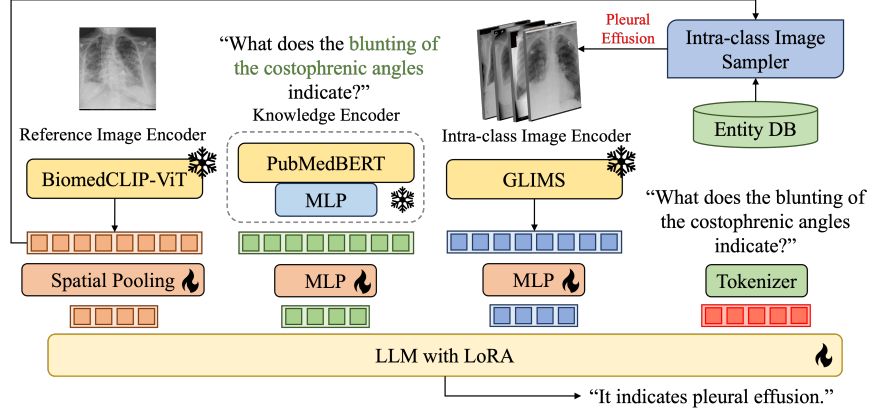 Pleural
Effusion
Intra-class Image
Sampler
Entity DB
“What does the blunting of
the costophrenic angles
indicate?”
Knowledge Encoder
Reference Image Encoder
Intra-class Image Encoder
BiomedCLIP-ViT
PubMedBERT
MLP
GLIMS
“What does the blunting of
the costophrenic angles
indicate?”
Spatial Pooling
MLP
MLP
Tokenizer
LLM with LoRA
“It indicates pleural effusion.”